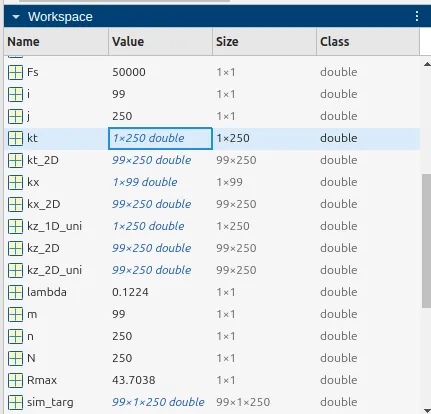 Workspace
Name Value Size Class
Fs 50000 1×1 double
i 99 1×1 double
j 250 1×1 double
kt 1×250 double 1×250 double
kt_2D 99×250 double 99×250 double
kx 1×99 double 1×99 double
kx_2D 99×250 double 99×250 double
kz_1D_uni 1×250 double 1×250 double
kz_2D 99×250 double 99×250 double
kz_2D_uni 99×250 double 99×250 double
lambda 0.1224 1×1 double
m 99 1×1 double
n 250 1×1 double
N 250 1×1 double
Rmax 43.7038 1×1 double
sim_targ 99×1×250 double 99×1×250 double